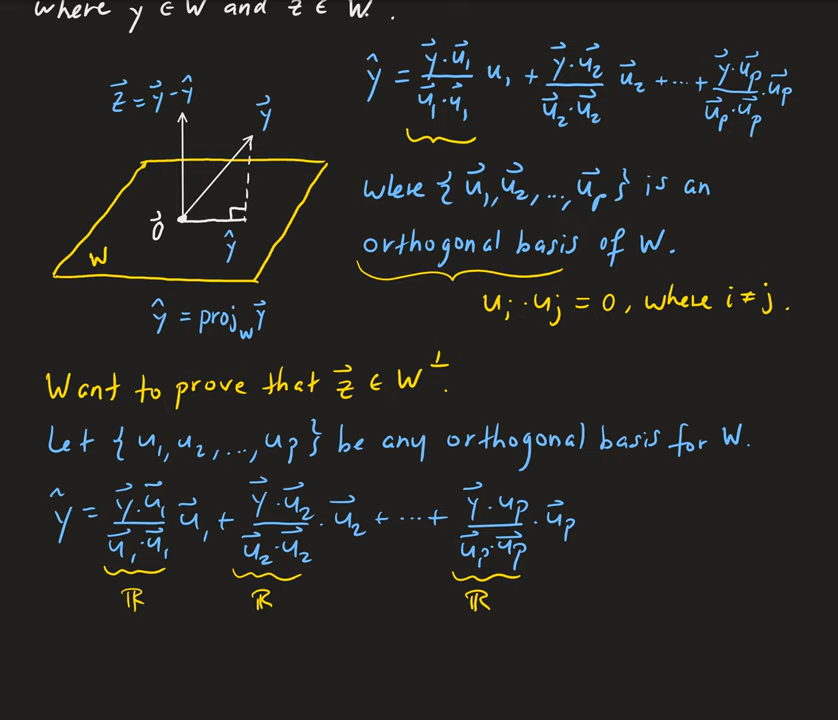 where y ∈ W and z ∈ W.
ŷ = (y⃗·u⃗₁)/(u⃗₁·u⃗₁) u₁ + (y⃗·u⃗₂)/(u⃗₂·u⃗₂) u⃗₂ + ... + (y⃗·u⃗p)/(u⃗p·u⃗p)·u⃗p
z⃗ = y⃗ - ŷ
y⃗
where {u⃗₁, u⃗₂, ..., u⃗p} is an
orthogonal basis of W.
0⃗
ŷ
W
uᵢ·uⱼ = 0, where i ≠ j.
ŷ = proj_W y⃗
Want to prove that z⃗ ∈ W^⊥.
Let {u₁, u₂, ..., up} be any orthogonal basis for W.
ŷ = (y⃗·u⃗₁)/(u⃗₁·u⃗₁) u⃗₁ + (y⃗·u⃗₂)/(u⃗₂·u⃗₂)·u⃗₂ + ... + (y⃗·up)/(u⃗p·u⃗p)·u⃗p
ℝ ℝ ℝ